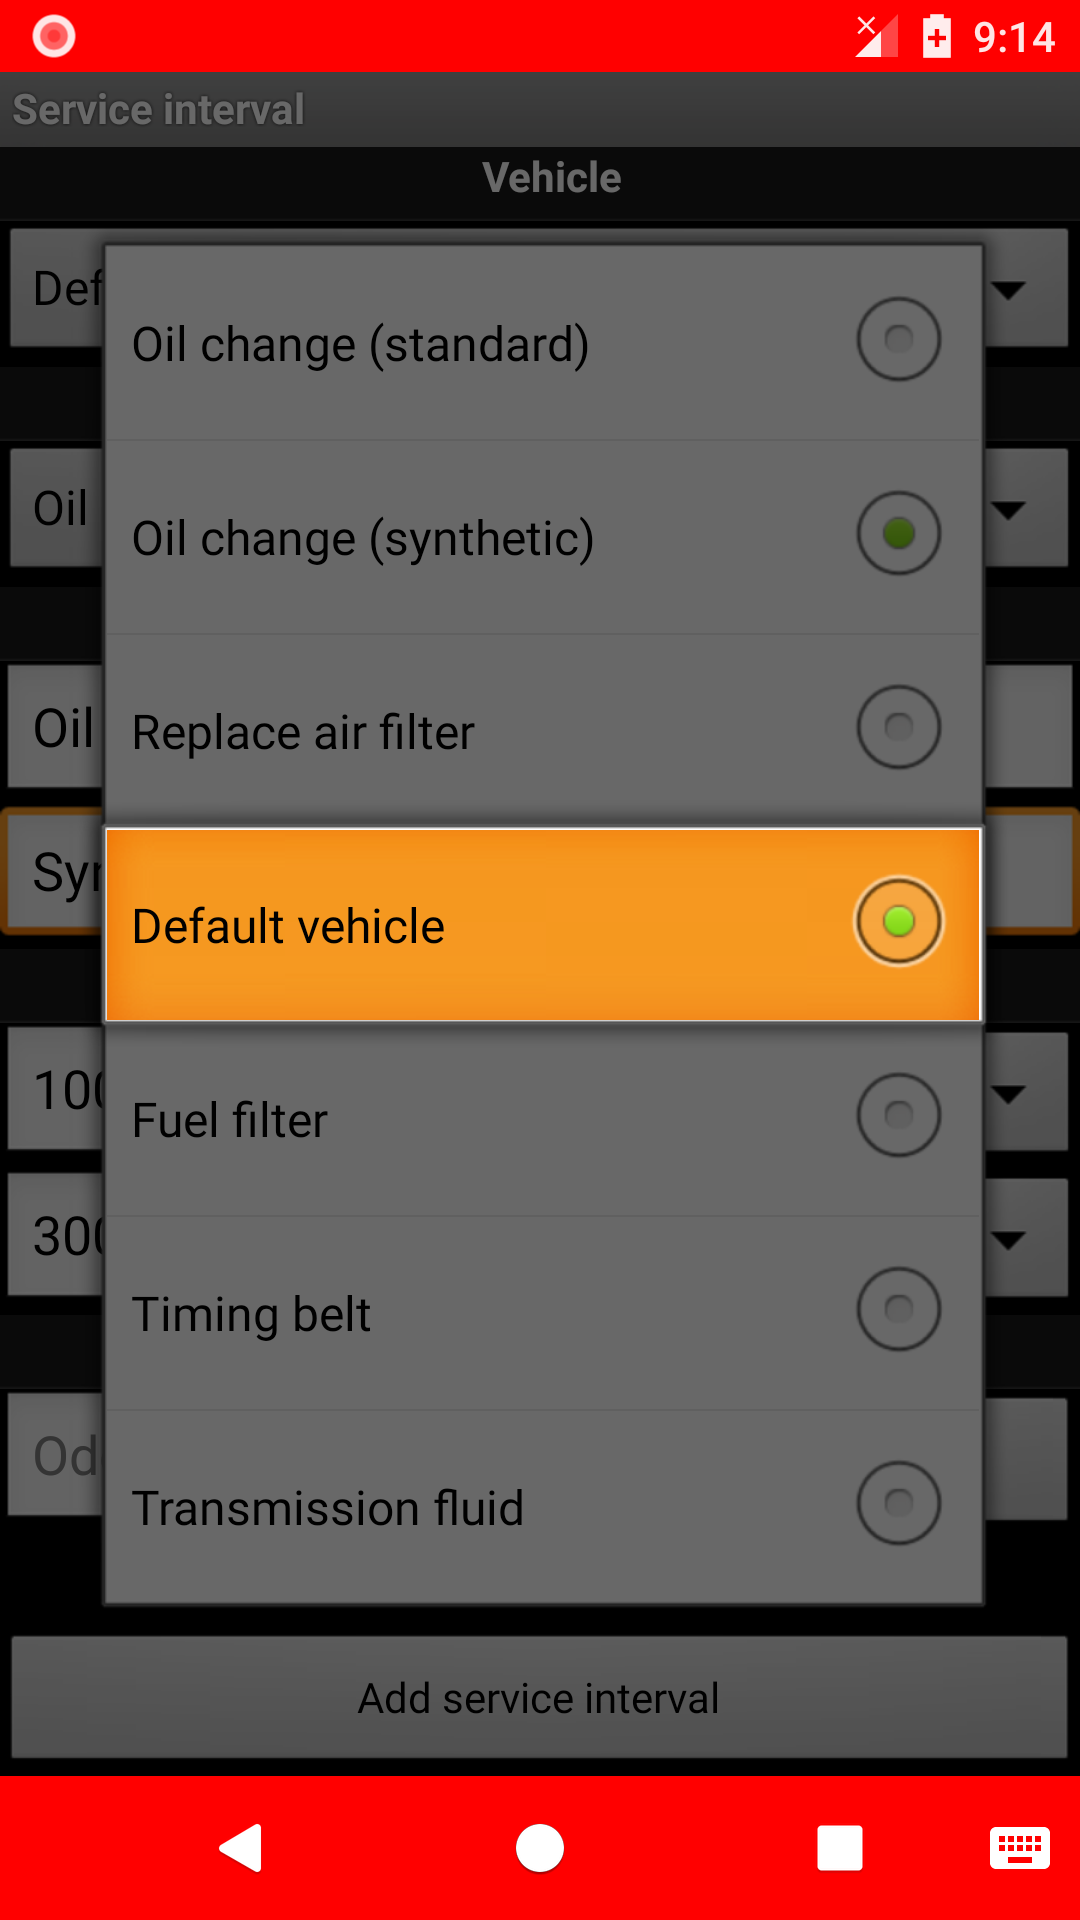 9:14
Service interval
Vehicle
Def
Oil change (standard)
Oil
Oil change (synthetic)
Oil
Replace air filter
Default vehicle
100
Fuel filter
300
Timing belt
Od
Transmission fluid
Add service interval